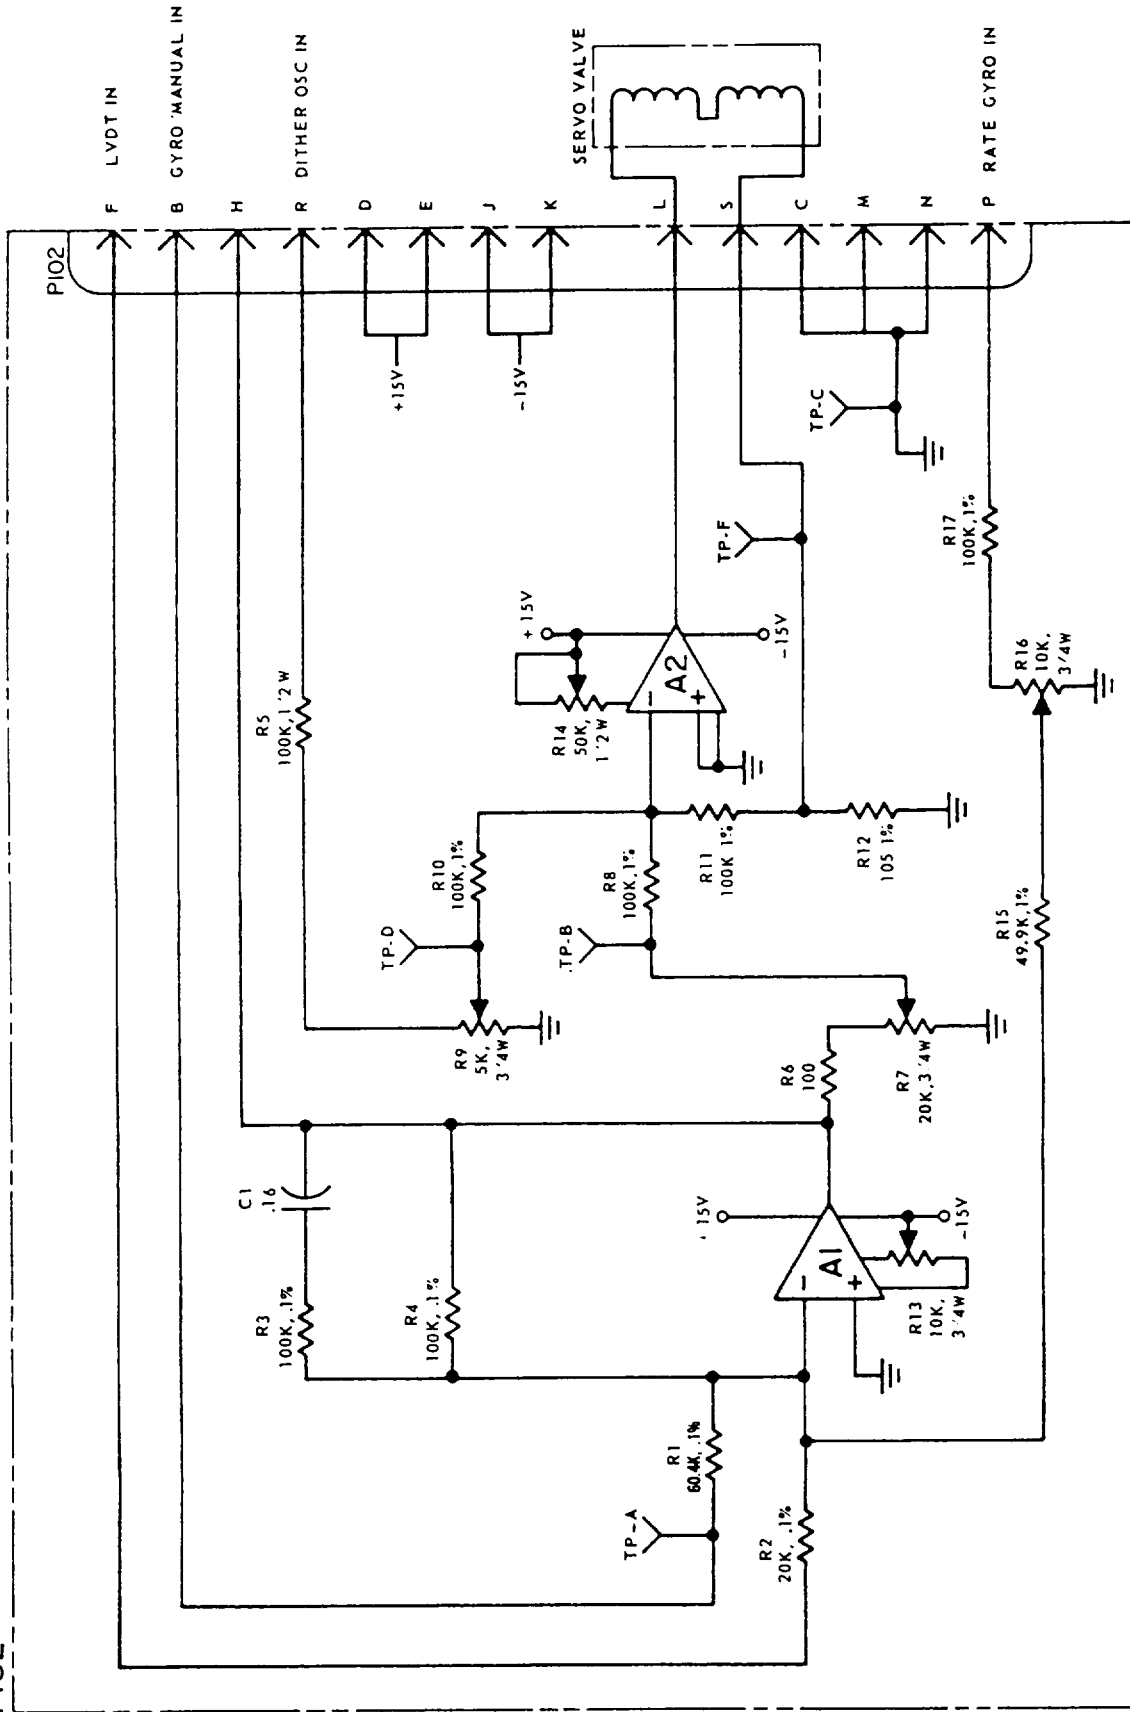 P102
F LVDT IN
B GYRO MANUAL IN
H
R DITHER OSC IN
D
E
J
K
L
S
C
M
N
P RATE GYRO IN
SERVO VALVE
+15V
-15V
TP-C
R5
100K, 1/2W
R17
100K, 1%
TP-F
+15V
-15V
A2
-
+
R14
50K,
1/2W
R16
10K,
3/4W
R10
100K, 1%
R8
100K, 1%
R11
100K 1%
R12
105 1%
TP-D
TP-B
R15
49.9K, 1%
R9
5K,
3/4W
R6
100
R7
20K, 3/4W
C1
.16
R3
100K, .1%
R4
100K, .1%
+15V
-15V
A1
-
+
R13
10K,
3/4W
R1
60.4K, .1%
TP-A
R2
20K, .1%